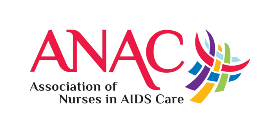 ANAC
Association of
Nurses in AIDS Care